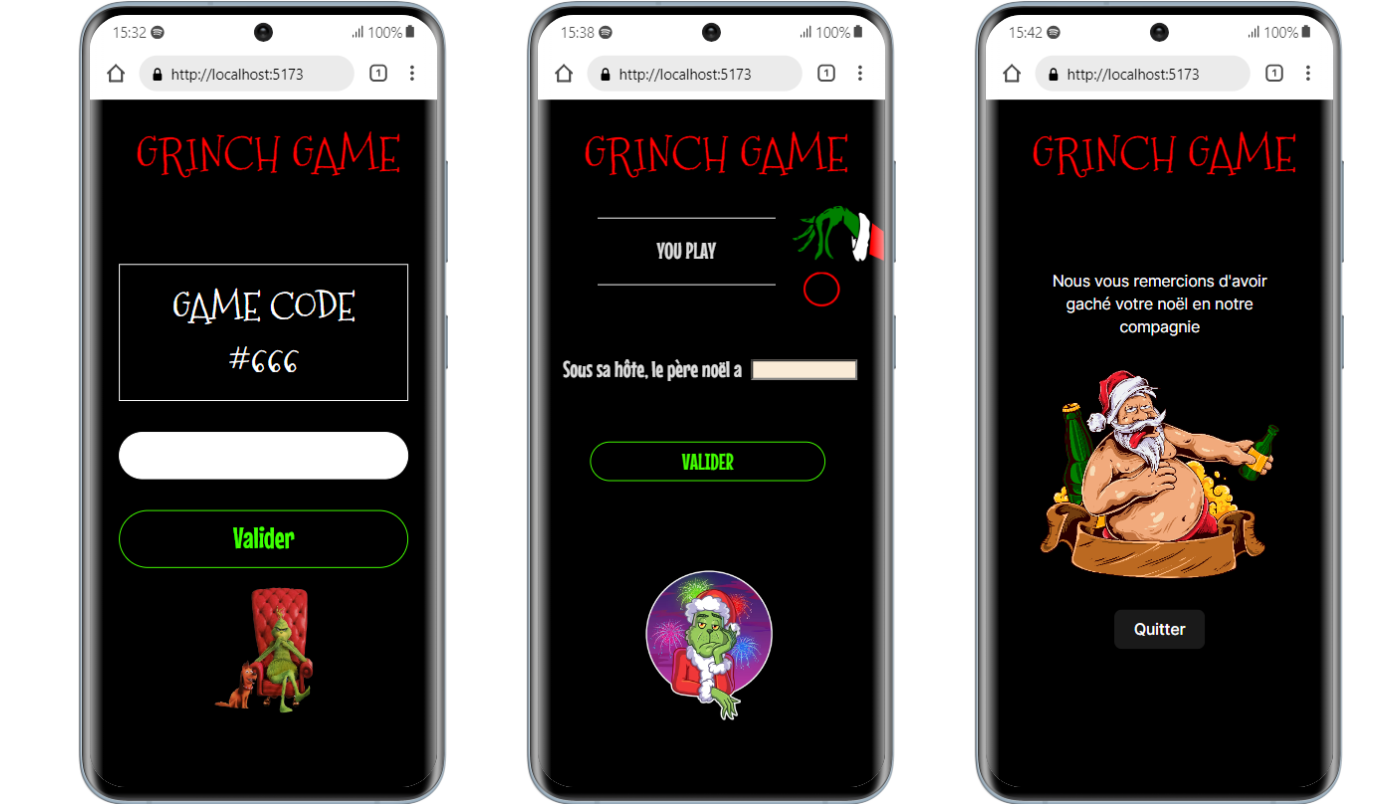 15:32
100%
http://localhost:5173
1
GRINCH GAME
GAME CODE
#666
Valider
15:38
100%
http://localhost:5173
1
GRINCH GAME
YOU PLAY
Sous sa hôte, le père noël a
VALIDER
15:42
100%
http://localhost:5173
1
GRINCH GAME
Nous vous remercions d'avoir
gaché votre noël en notre
compagnie
Quitter